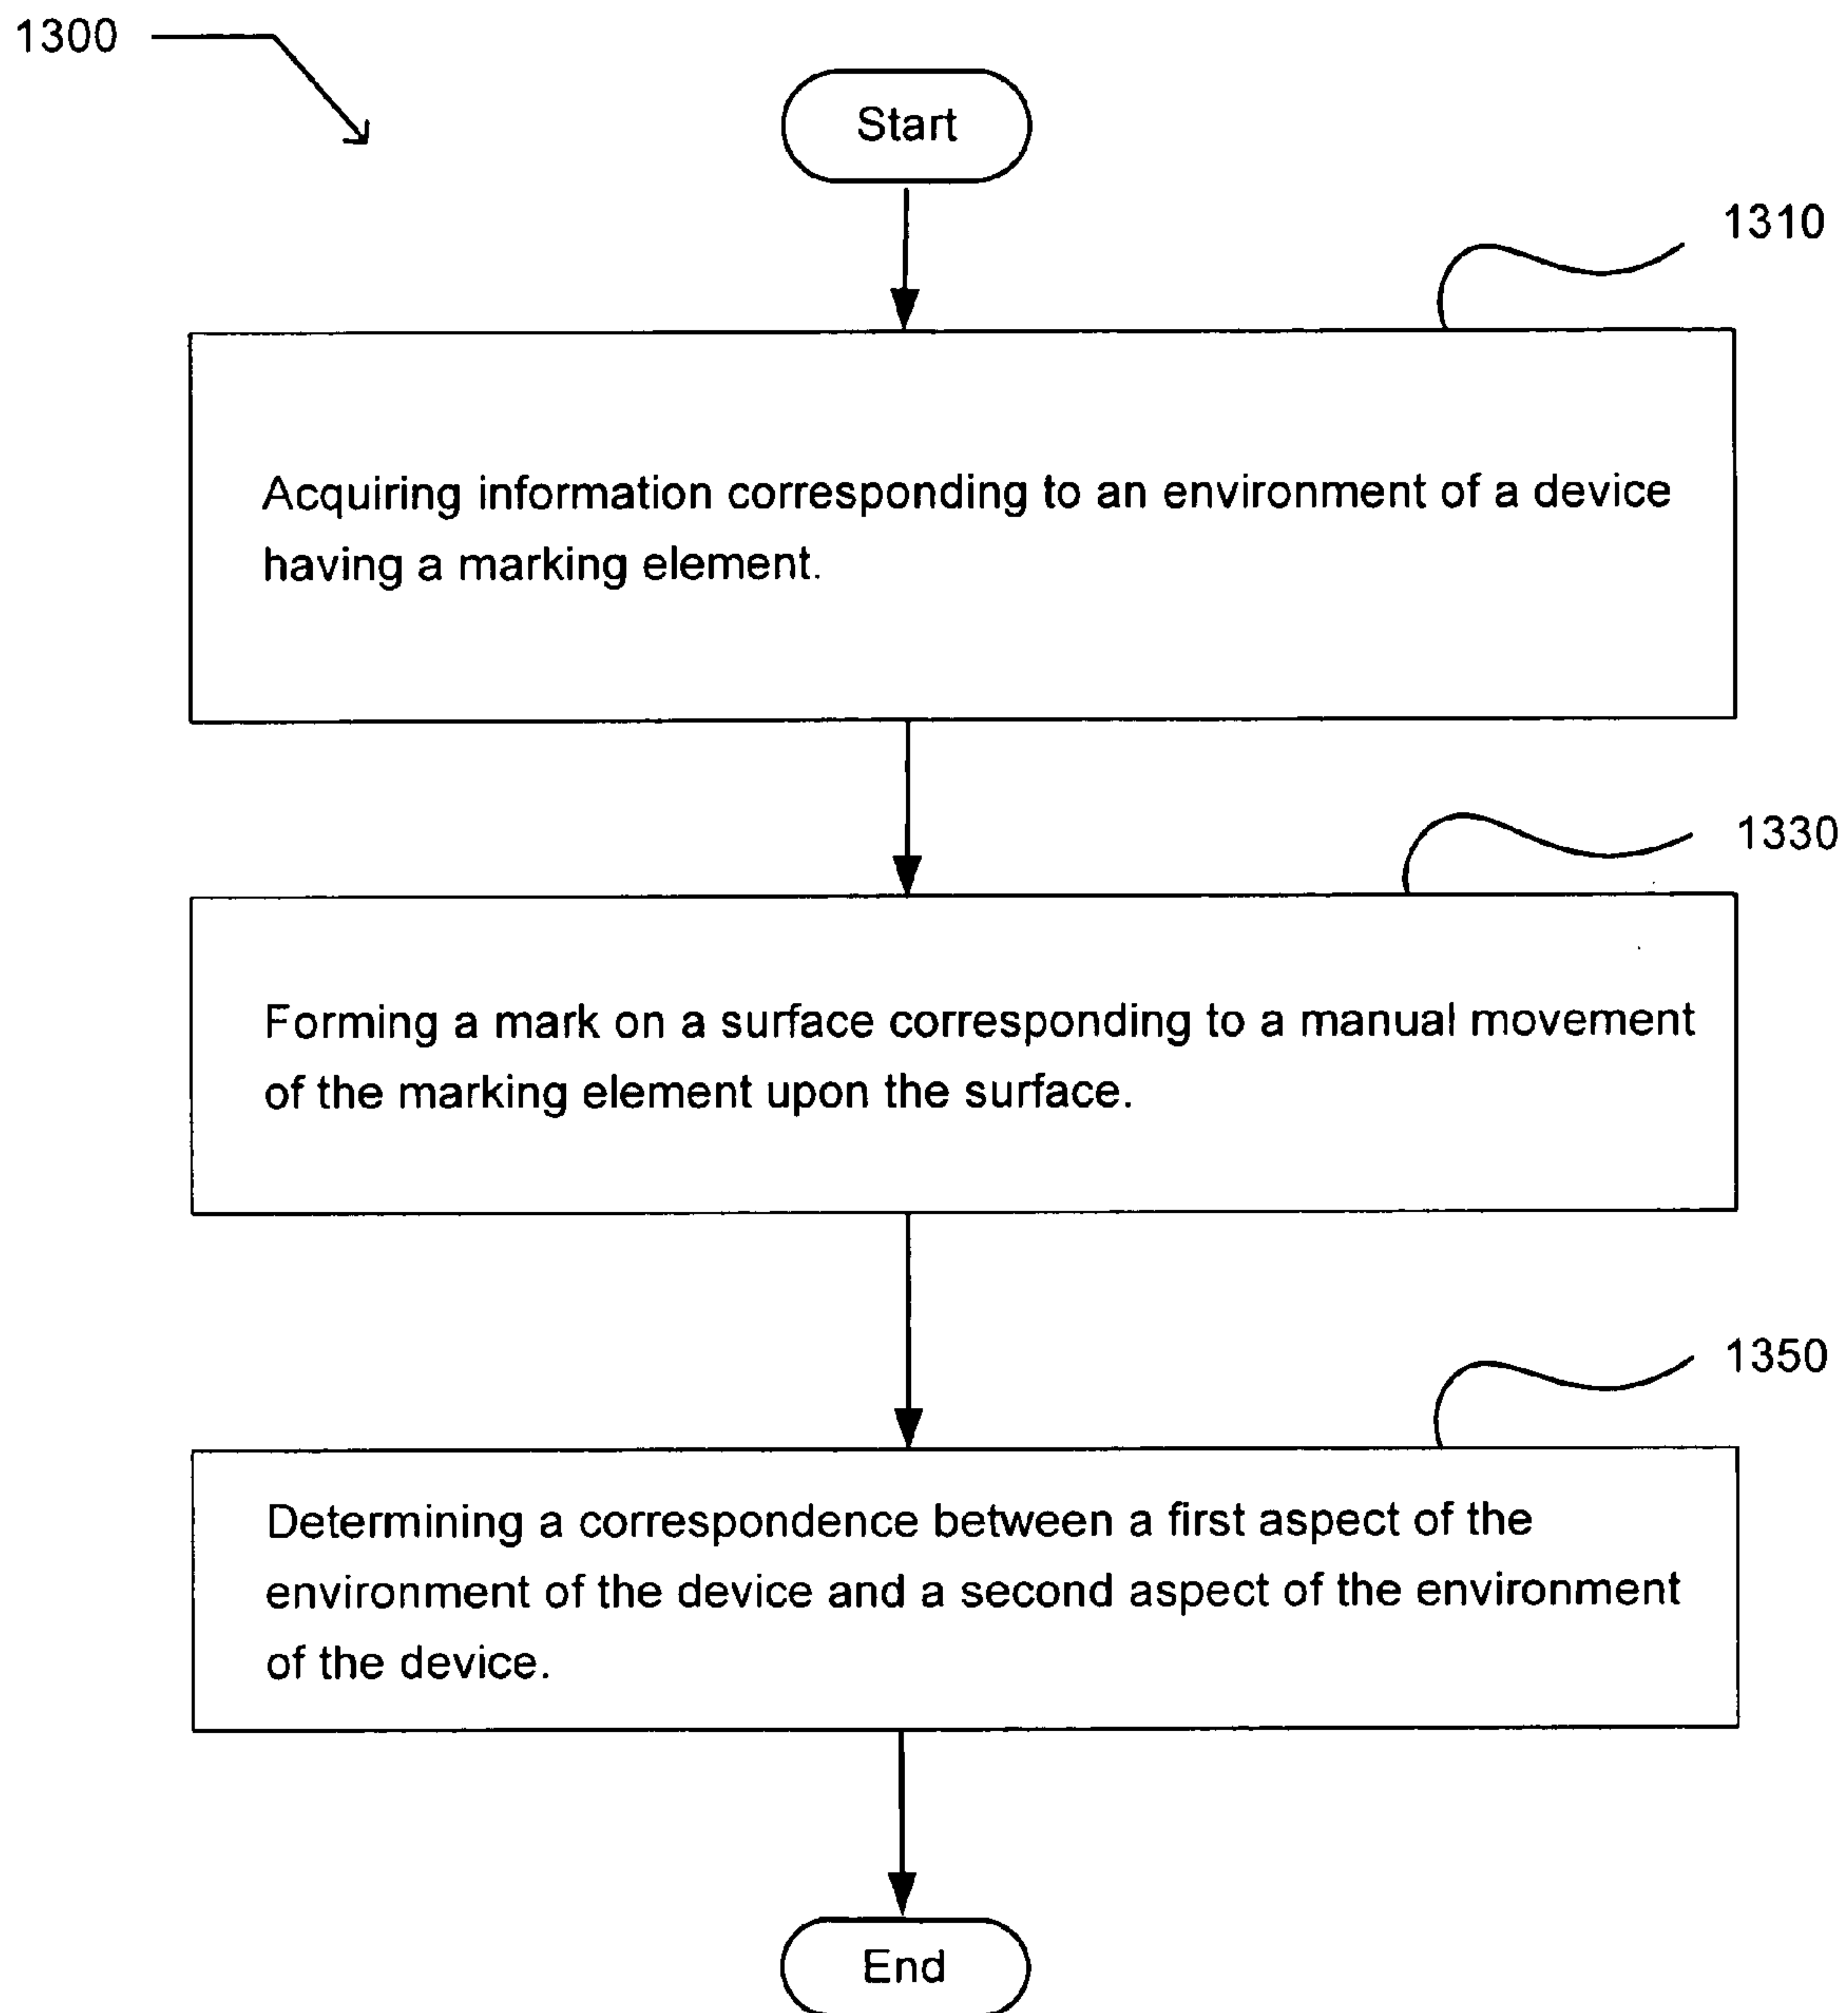 1300
Start
1310
Acquiring information corresponding to an environment of a device
having a marking element.
1330
Forming a mark on a surface corresponding to a manual movement
of the marking element upon the surface.
1350
Determining a correspondence between a first aspect of the
environment of the device and a second aspect of the environment
of the device.
End